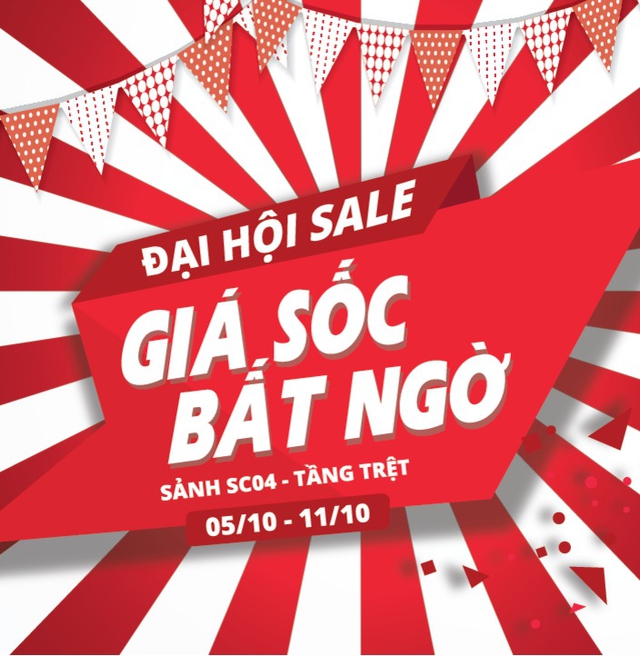 ĐẠI HỘI SALE
GIÁ SỐC
BẤT NGỜ
SẢNH SC04 - TẦNG TRỆT
05/10 - 11/10